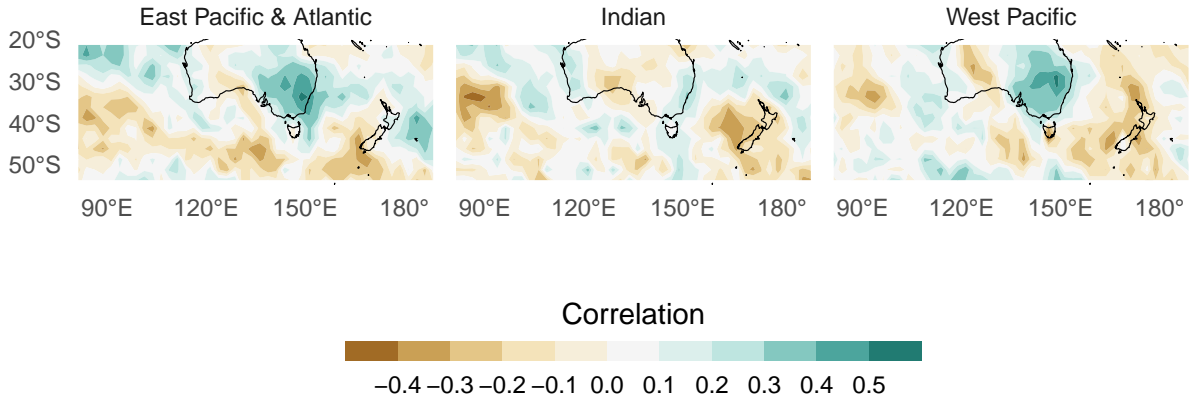 East Pacific & Atlantic Indian West Pacific
20°S
30°S
40°S
50°S
90°E 120°E 150°E 180° 90°E 120°E 150°E 180° 90°E 120°E 150°E 180°
Correlation
−0.4 −0.3 −0.2 −0.1 0.0 0.1 0.2 0.3 0.4 0.5